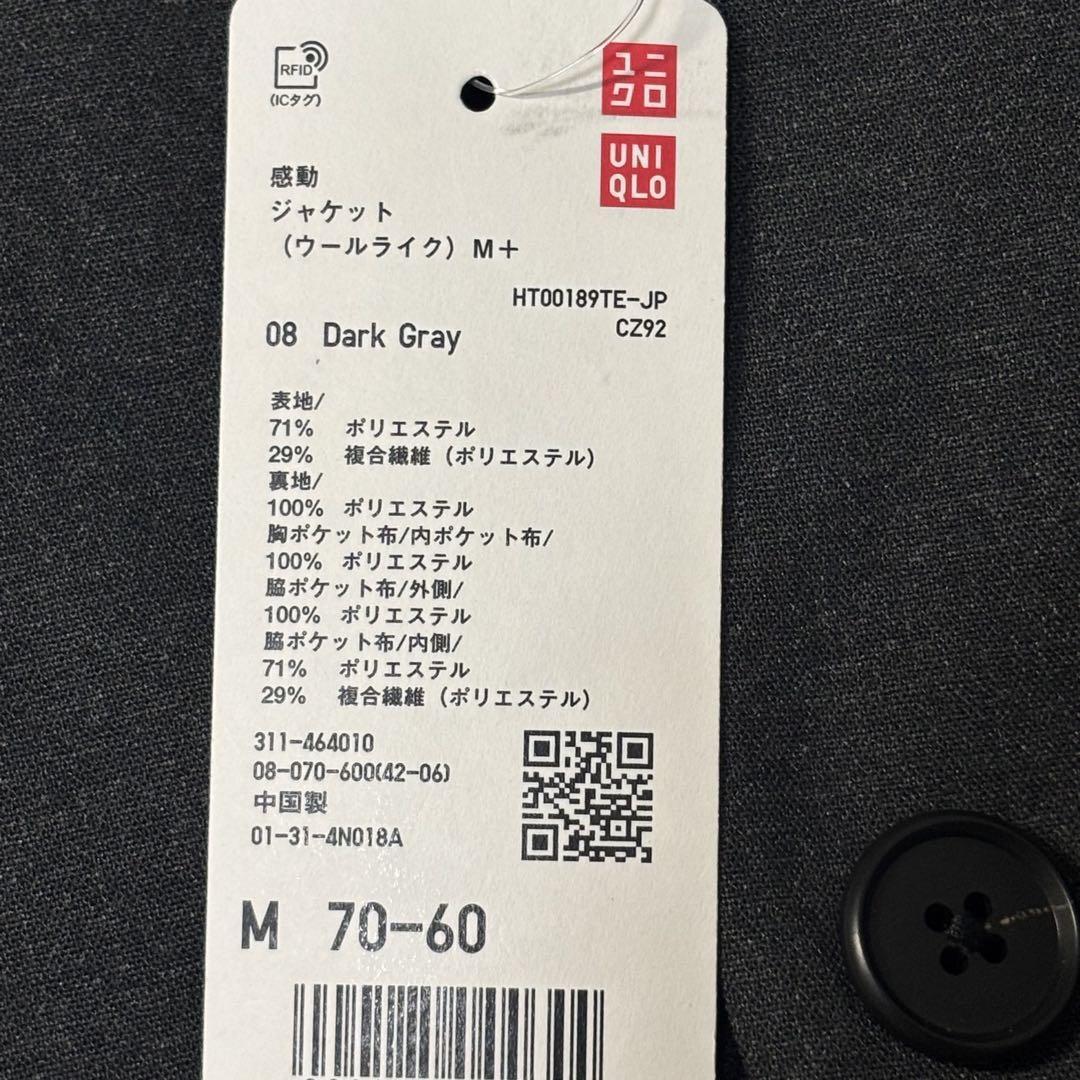 RFID
(ICタグ)
ユニ
クロ
UNI
QLO
感動
ジャケット
(ウールライク) M+
HT00189TE-JP
CZ92
08 Dark Gray
表地/
71% ポリエステル
29% 複合繊維 (ポリエステル)
裏地/
100% ポリエステル
胸ポケット布/内ポケット布/
100% ポリエステル
脇ポケット布/外側/
100% ポリエステル
脇ポケット布/内側/
71% ポリエステル
29% 複合繊維 (ポリエステル)
311-464010
08-070-600(42-06)
中国製
01-31-4N018A
M 70-60